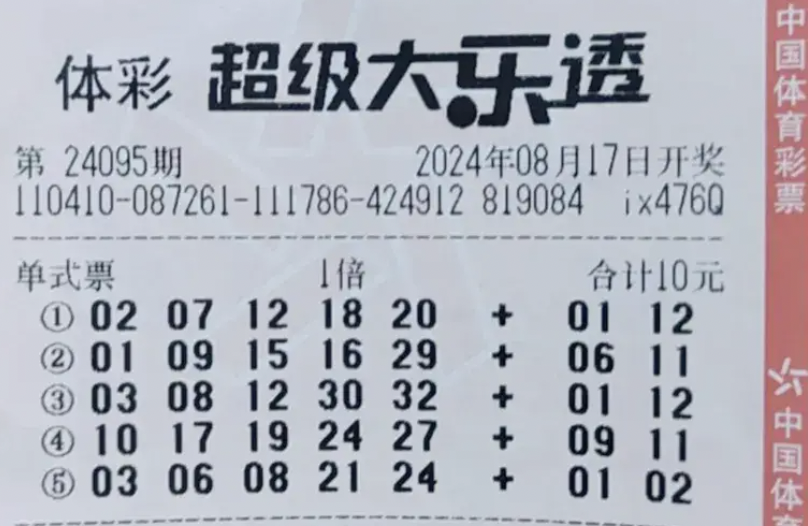 体彩 超级大乐透
第 24095期 2024年08月17日开奖
110410-087261-111786-424912 819084 ix476Q
单式票 1倍 合计10元
① 02 07 12 18 20 + 01 12
② 01 09 15 16 29 + 06 11
③ 03 08 12 30 32 + 01 12
④ 10 17 19 24 27 + 09 11
⑤ 03 06 08 21 24 + 01 02
中国体育彩票
中国体育